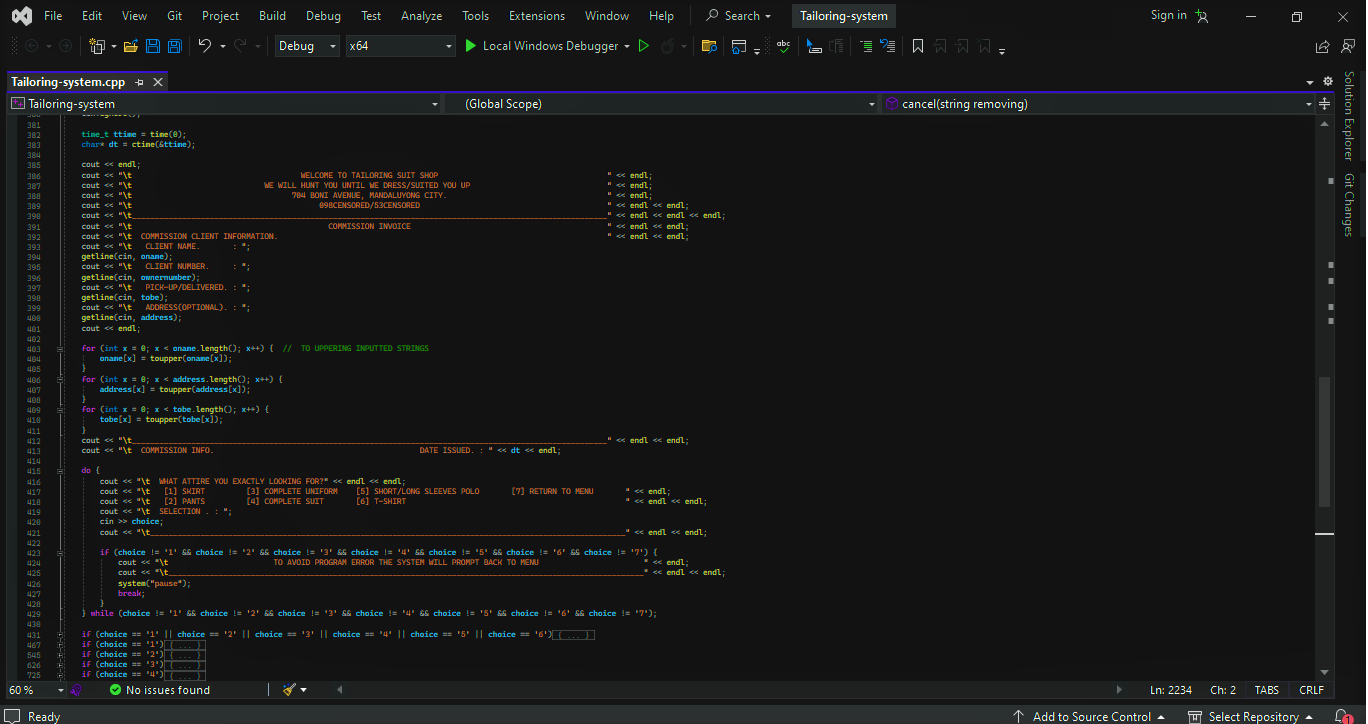 File Edit View Git Project Build Debug Test Analyze Tools Extensions Window Help Search Tailoring-system Sign in
Debug x64 Local Windows Debugger
Tailoring-system.cpp
Tailoring-system (Global Scope) cancel(string removing)
381
382 time_t ttime = time(0);
383 char* dt = ctime(&ttime);
384
385 cout << endl;
386 cout << "\t WELCOME TO TAILORING SUIT SHOP " << endl;
387 cout << "\t WE WILL HUNT YOU UNTIL WE DRESS/SUITED YOU UP " << endl;
388 cout << "\t 704 BONI AVENUE, MANDALUYONG CITY. " << endl;
389 cout << "\t 098CENSORED/53CENSORED " << endl << endl;
390 cout << "\t________________________________________________________________________________________________________" << endl << endl << endl;
391 cout << "\t COMMISSION INVOICE " << endl << endl;
392 cout << "\t COMMISSION CLIENT INFORMATION. " << endl << endl;
393 cout << "\t CLIENT NAME. : ";
394 getline(cin, oname);
395 cout << "\t CLIENT NUMBER. : ";
396 getline(cin, ownernumber);
397 cout << "\t PICK-UP/DELIVERED. : ";
398 getline(cin, tobe);
399 cout << "\t ADDRESS(OPTIONAL). : ";
400 getline(cin, address);
401 cout << endl;
402
403 for (int x = 0; x < oname.length(); x++) { // TO UPPERING INPUTTED STRINGS
404 oname[x] = toupper(oname[x]);
405 }
406 for (int x = 0; x < address.length(); x++) {
407 address[x] = toupper(address[x]);
408 }
409 for (int x = 0; x < tobe.length(); x++) {
410 tobe[x] = toupper(tobe[x]);
411 }
412 cout << "\t________________________________________________________________________________________________________" << endl << endl;
413 cout << "\t COMMISSION INFO. DATE ISSUED. : " << dt << endl;
414
415 do {
416 cout << "\t WHAT ATTIRE YOU EXACTLY LOOKING FOR?" << endl << endl;
417 cout << "\t [1] SHIRT [3] COMPLETE UNIFORM [5] SHORT/LONG SLEEVES POLO [7] RETURN TO MENU " << endl;
418 cout << "\t [2] PANTS [4] COMPLETE SUIT [6] T-SHIRT " << endl << endl;
419 cout << "\t SELECTION . : ";
420 cin >> choice;
421 cout << "\t________________________________________________________________________________________________________" << endl << endl;
422
423 if (choice != '1' && choice != '2' && choice != '3' && choice != '4' && choice != '5' && choice != '6' && choice != '7') {
424 cout << "\t TO AVOID PROGRAM ERROR THE SYSTEM WILL PROMPT BACK TO MENU " << endl;
425 cout << "\t________________________________________________________________________________________________________" << endl << endl;
426 system("pause");
427 break;
428 }
429 } while (choice != '1' && choice != '2' && choice != '3' && choice != '4' && choice != '5' && choice != '6' && choice != '7');
430
431 if (choice == '1' || choice == '2' || choice == '3' || choice == '4' || choice == '5' || choice == '6') { ... }
467 if (choice == '1') { ... }
545 if (choice == '2') { ... }
626 if (choice == '3') { ... }
725 if (choice == '4') { ... }
Solution Explorer
Git Changes
60 % No issues found Ln: 2234 Ch: 2 TABS CRLF
Ready Add to Source Control Select Repository 1